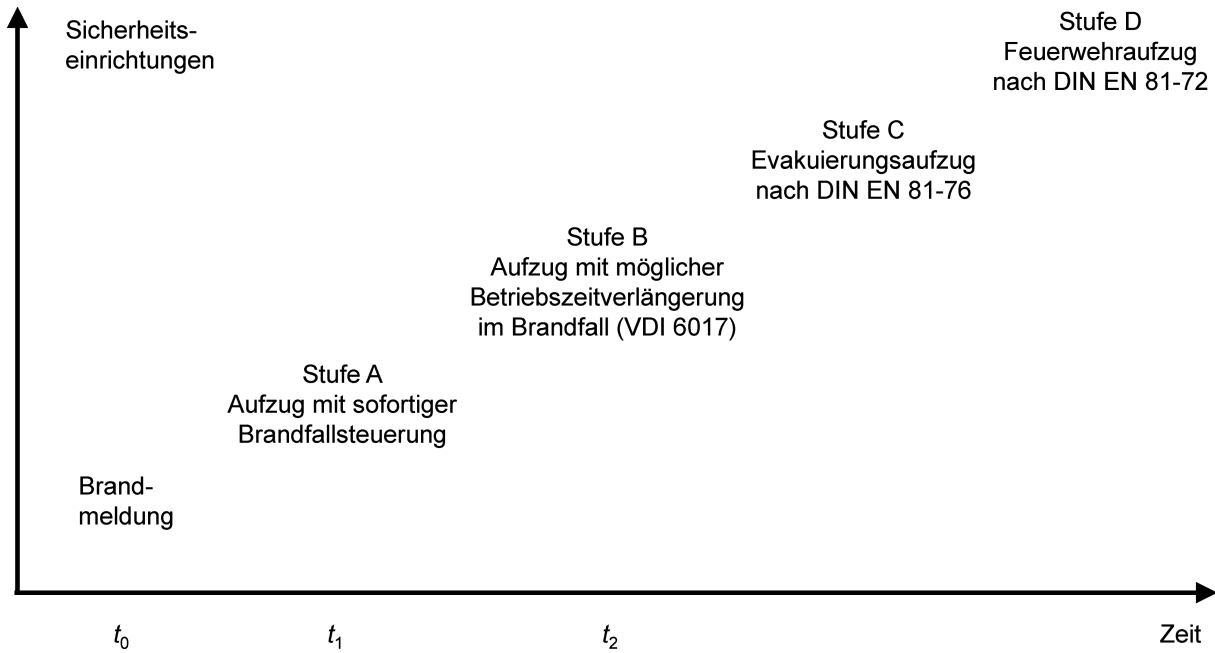 Sicherheits-
einrichtungen
Stufe D
Feuerwehraufzug
nach DIN EN 81-72
Stufe C
Evakuierungsaufzug
nach DIN EN 81-76
Stufe B
Aufzug mit möglicher
Betriebszeitverlängerung
im Brandfall (VDI 6017)
Stufe A
Aufzug mit sofortiger
Brandfallsteuerung
Brand-
meldung
t0 t1 t2 Zeit